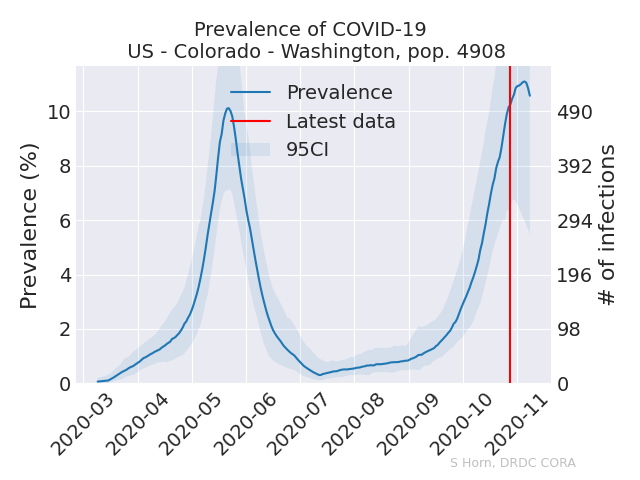 Prevalence of COVID-19
US - Colorado - Washington, pop. 4908
Prevalence
Latest data
95CI
Prevalence (%)
10
8
6
4
2
0
490
392
294
196
98
0
# of infections
2020-03
2020-04
2020-05
2020-06
2020-07
2020-08
2020-09
2020-10
2020-11
S Horn, DRDC CORA